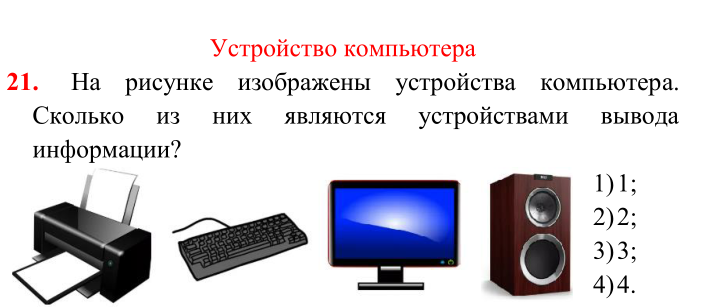 Устройство компьютера
21. На рисунке изображены устройства компьютера.
Сколько из них являются устройствами вывода
информации?
1)1;
2)2;
3)3;
4)4.